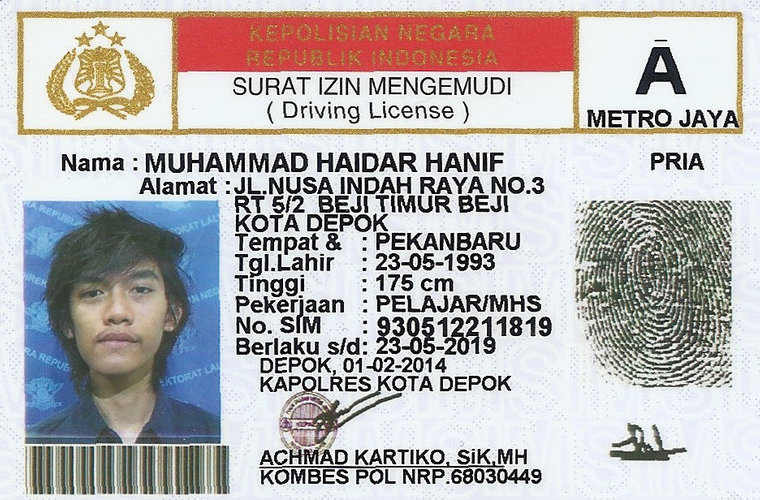 KEPOLISIAN NEGARA
REPUBLIK INDONESIA
SURAT IZIN MENGEMUDI
( Driving License )
A
METRO JAYA
Nama : MUHAMMAD HAIDAR HANIF
PRIA
Alamat : JL.NUSA INDAH RAYA NO.3
RT 5/2 BEJI TIMUR BEJI
KOTA DEPOK
Tempat & : PEKANBARU
Tgl.Lahir : 23-05-1993
Tinggi : 175 cm
Pekerjaan : PELAJAR/MHS
No. SIM : 930512211819
Berlaku s/d: 23-05-2019
DEPOK, 01-02-2014
KAPOLRES KOTA DEPOK
ACHMAD KARTIKO, SiK,MH
KOMBES POL NRP.68030449